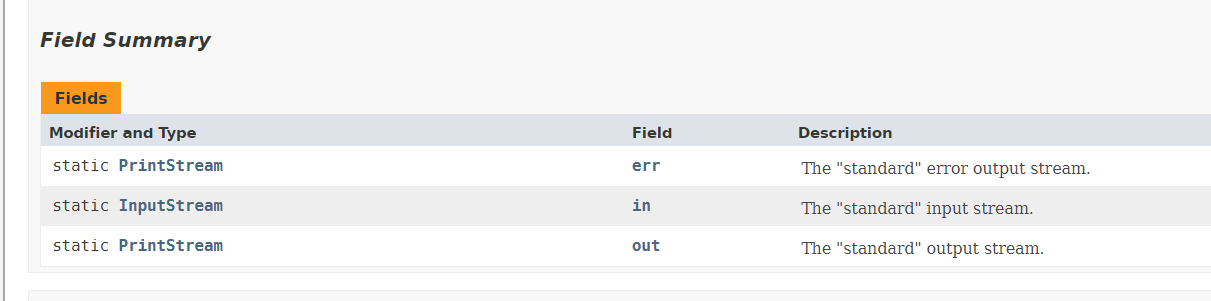 Field Summary
Fields
Modifier and Type Field Description
static PrintStream err The "standard" error output stream.
static InputStream in The "standard" input stream.
static PrintStream out The "standard" output stream.